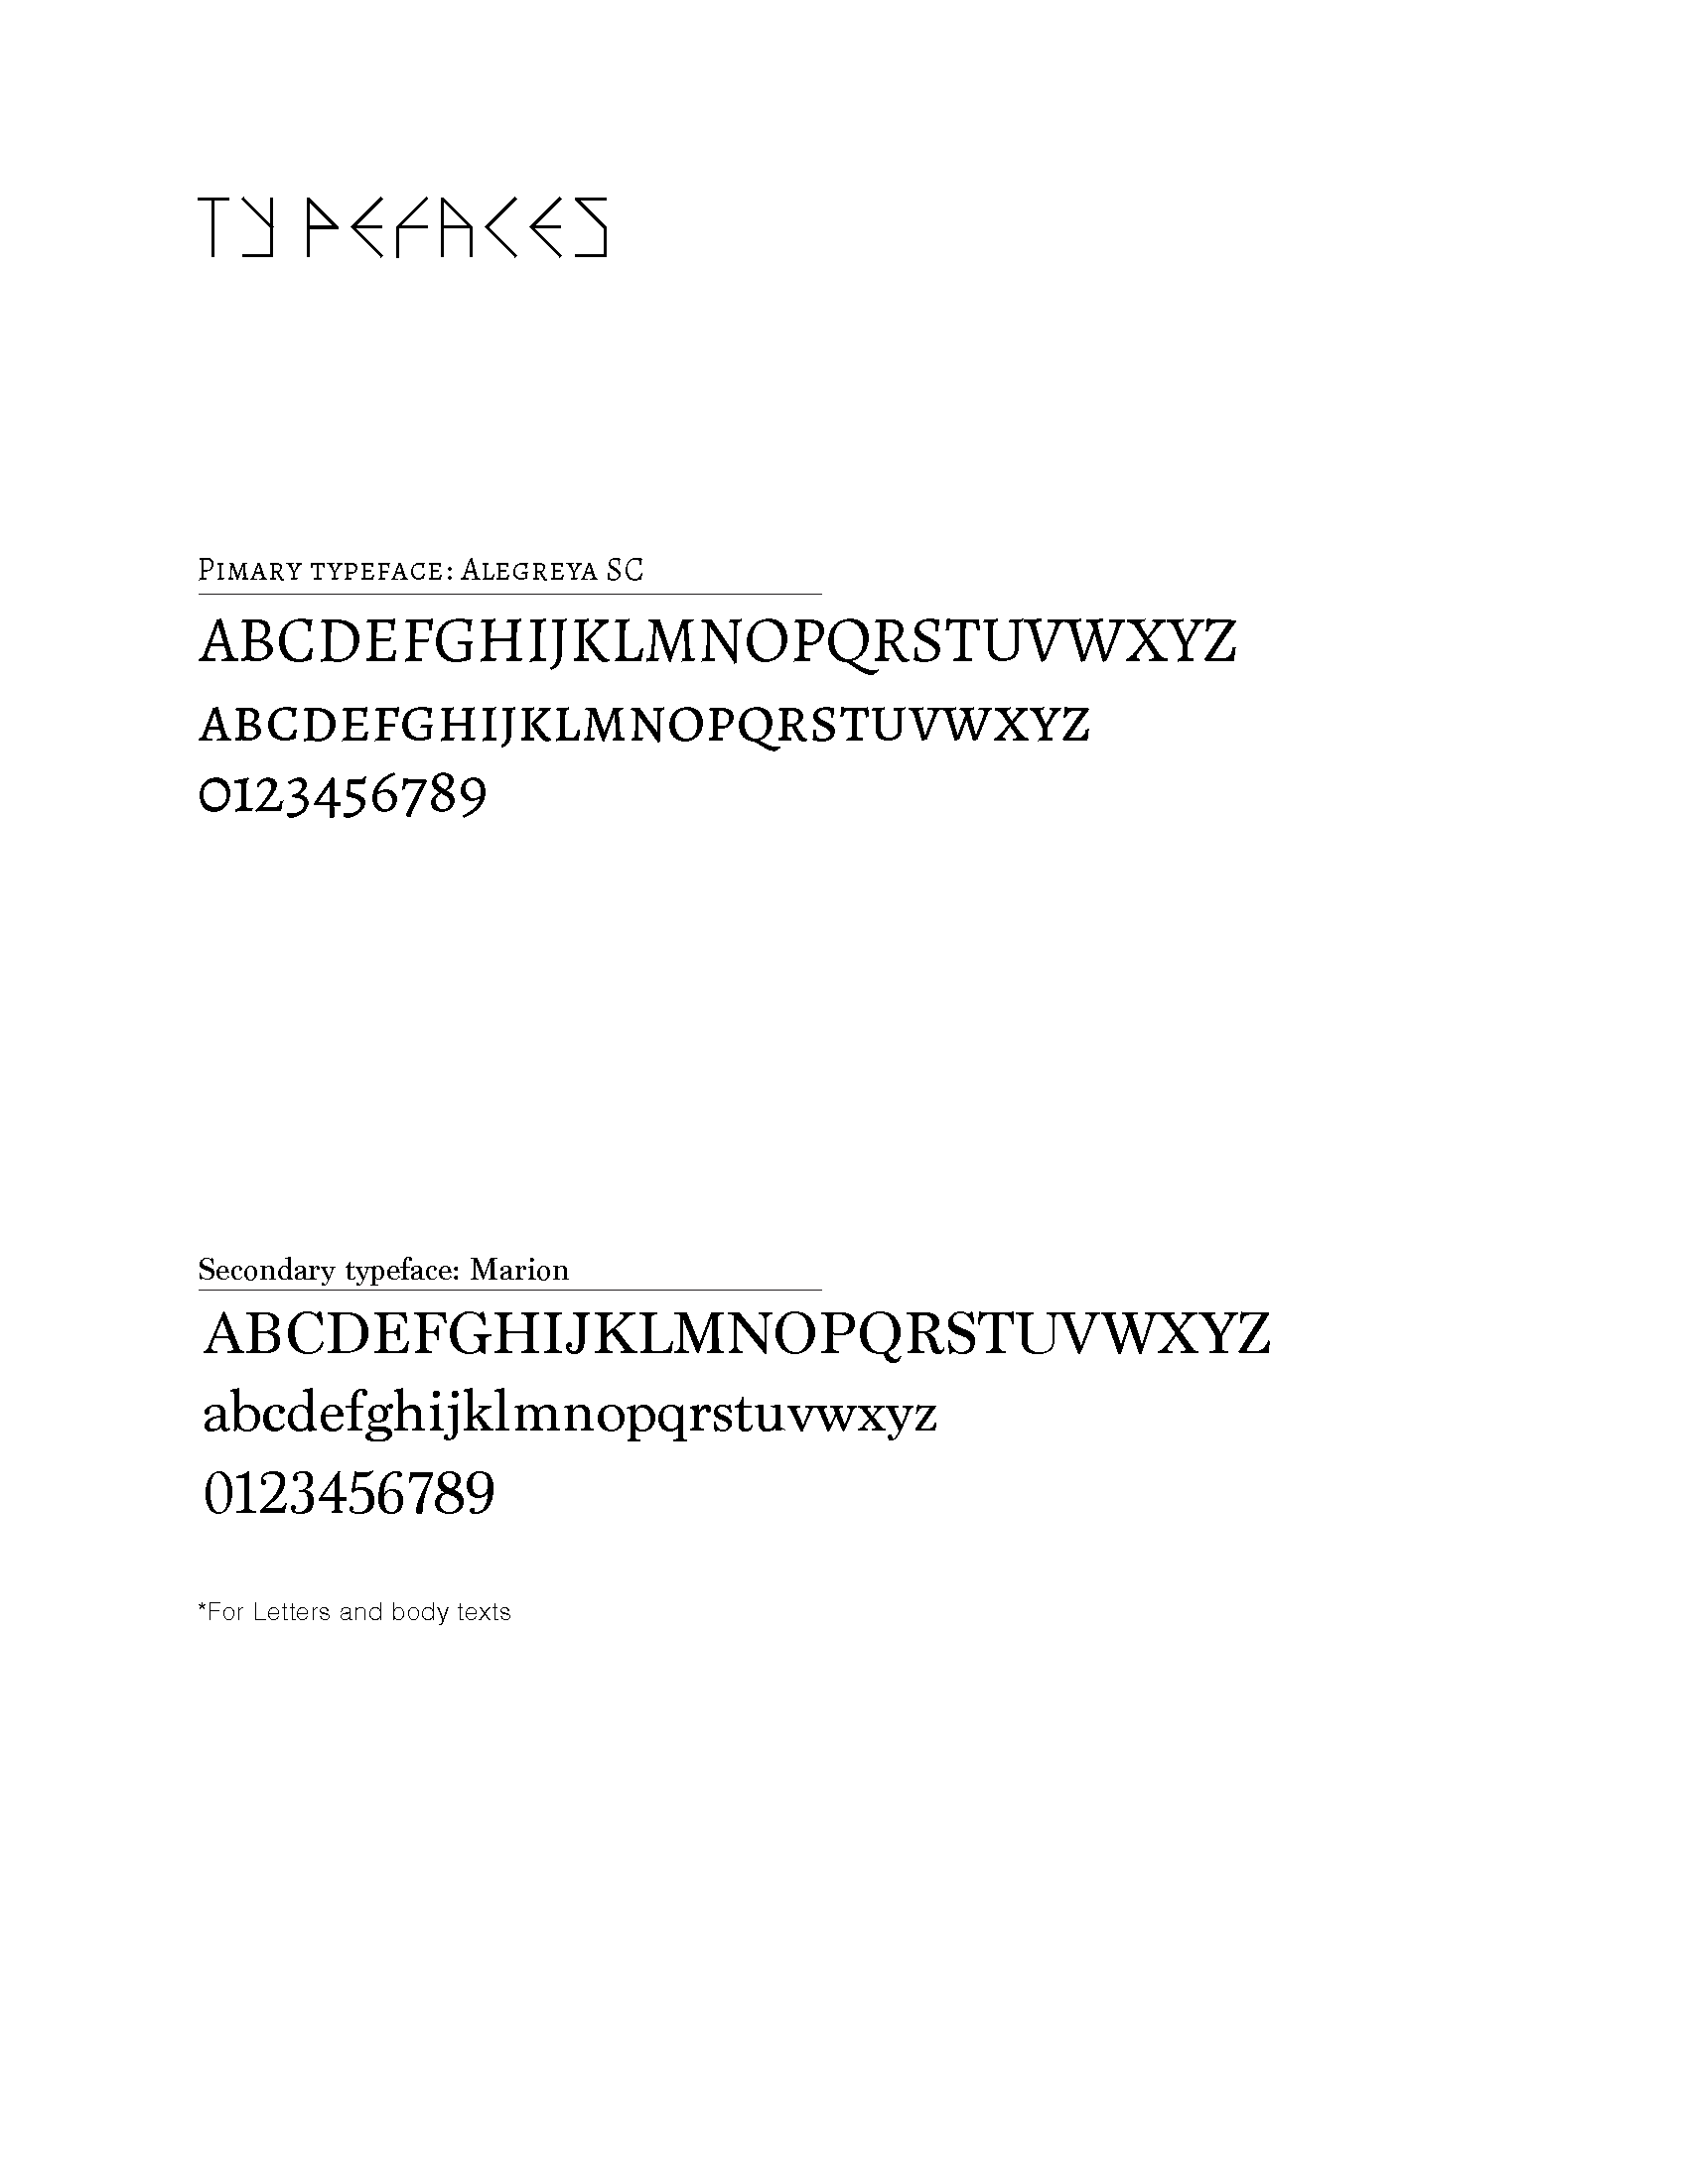 TYPEFACES
Pimary typeface: Alegreya SC
ABCDEFGHIJKLMNOPQRSTUVWXYZ
abcdefghijklmnopqrstuvwxyz
0123456789
Secondary typeface: Marion
ABCDEFGHIJKLMNOPQRSTUVWXYZ
abcdefghijklmnopqrstuvwxyz
0123456789
*For Letters and body texts